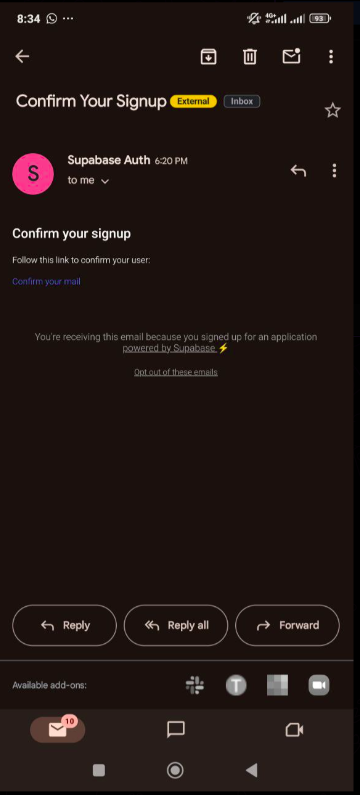 8:34
4G+
93
Confirm Your Signup External Inbox
S
Supabase Auth 6:20 PM
to me
Confirm your signup
Follow this link to confirm your user:
Confirm your mail
You're receiving this email because you signed up for an application
powered by Supabase ⚡
Opt out of these emails
Reply
Reply all
Forward
Available add-ons:
T
10